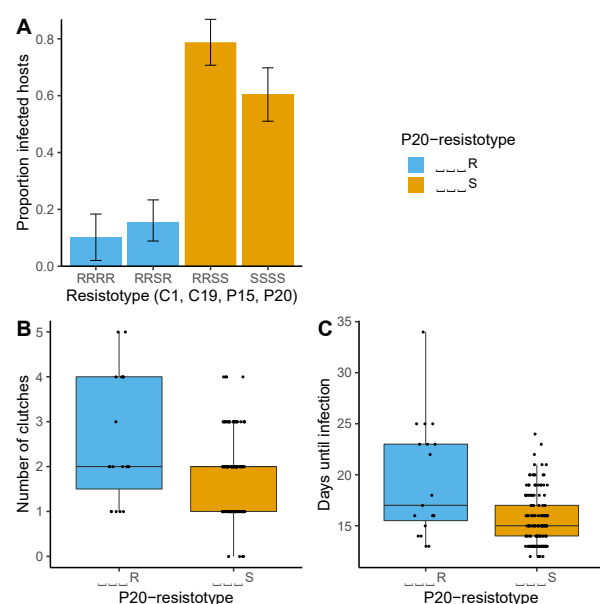 A
Proportion infected hosts
0.8
0.6
0.4
0.2
0.0
RRRR RRSR RRSS SSSS
Resistotype (C1, C19, P15, P20)
P20−resistotype
␣␣␣R
␣␣␣S
B
Number of clutches
5
4
3
2
1
0
␣␣␣R ␣␣␣S
P20−resistotype
C
Days until infection
35
30
25
20
15
␣␣␣R ␣␣␣S
P20−resistotype